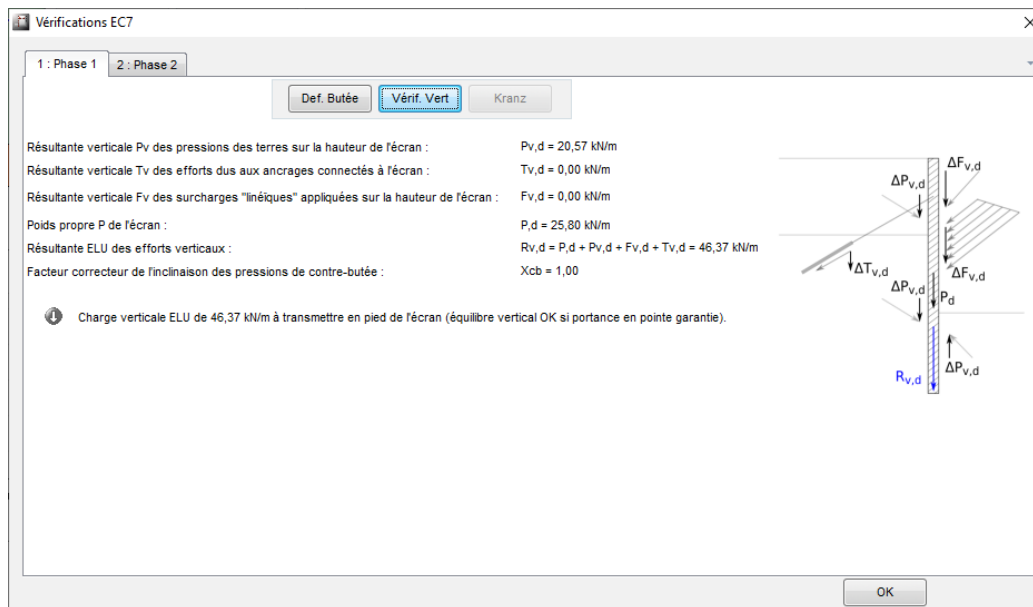 Vérifications EC7
1 : Phase 1
2 : Phase 2
Def. Butée
Vérif. Vert
Kranz
Résultante verticale Pv des pressions des terres sur la hauteur de l'écran : Pv,d = 20,57 kN/m
Résultante verticale Tv des efforts dus aux ancrages connectés à l'écran : Tv,d = 0,00 kN/m
Résultante verticale Fv des surcharges "linéïques" appliquées sur la hauteur de l'écran : Fv,d = 0,00 kN/m
Poids propre P de l'écran : P,d = 25,80 kN/m
Résultante ELU des efforts verticaux : Rv,d = P,d + Pv,d + Fv,d + Tv,d = 46,37 kN/m
Facteur correcteur de l'inclinaison des pressions de contre-butée : Xcb = 1,00
Charge verticale ELU de 46,37 kN/m à transmettre en pied de l'écran (équilibre vertical OK si portance en pointe garantie).
ΔFv,d
ΔPv,d
ΔTv,d
ΔFv,d
ΔPv,d
Pd
ΔPv,d
Rv,d
OK